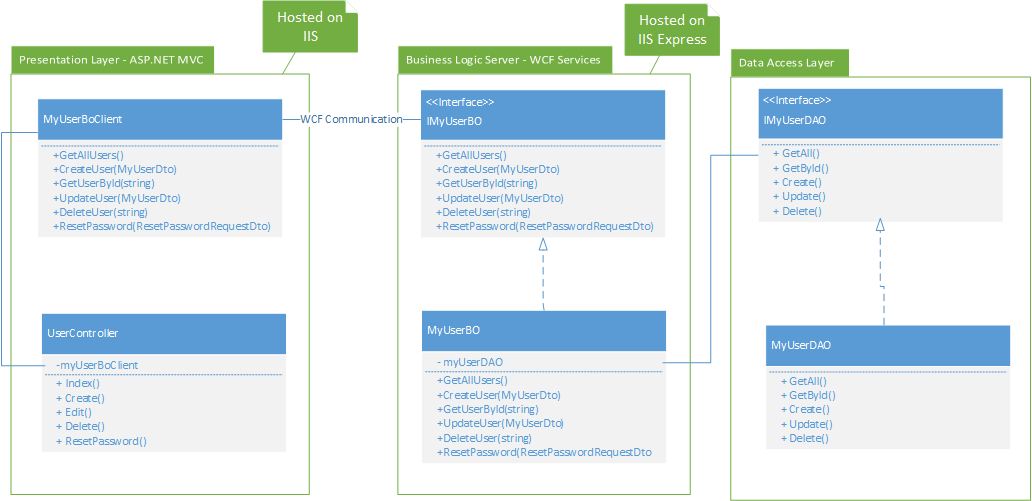 Hosted on
IIS
Presentation Layer - ASP.NET MVC
MyUserBoClient
+GetAllUsers()
+CreateUser(MyUserDto)
+GetUserById(string)
+UpdateUser(MyUserDto)
+DeleteUser(string)
+ResetPassword(ResetPasswordRequestDto)
UserController
-myUserBoClient
+ Index()
+ Create()
+ Edit()
+ Delete()
+ ResetPassword()
WCF Communication
Hosted on
IIS Express
Business Logic Server - WCF Services
<<Interface>>
IMyUserBO
+GetAllUsers()
+CreateUser(MyUserDto)
+GetUserById(string)
+UpdateUser(MyUserDto)
+DeleteUser(string)
+ResetPassword(ResetPasswordRequestDto)
MyUserBO
- myUserDAO
+GetAllUsers()
+CreateUser(MyUserDto)
+GetUserById(string)
+UpdateUser(MyUserDto)
+DeleteUser(string)
+ResetPassword(ResetPasswordRequestDto
Data Access Layer
<<Interface>>
IMyUserDAO
+ GetAll()
+ GetById()
+ Create()
+ Update()
+ Delete()
MyUserDAO
+ GetAll()
+ GetById()
+ Create()
+ Update()
+ Delete()